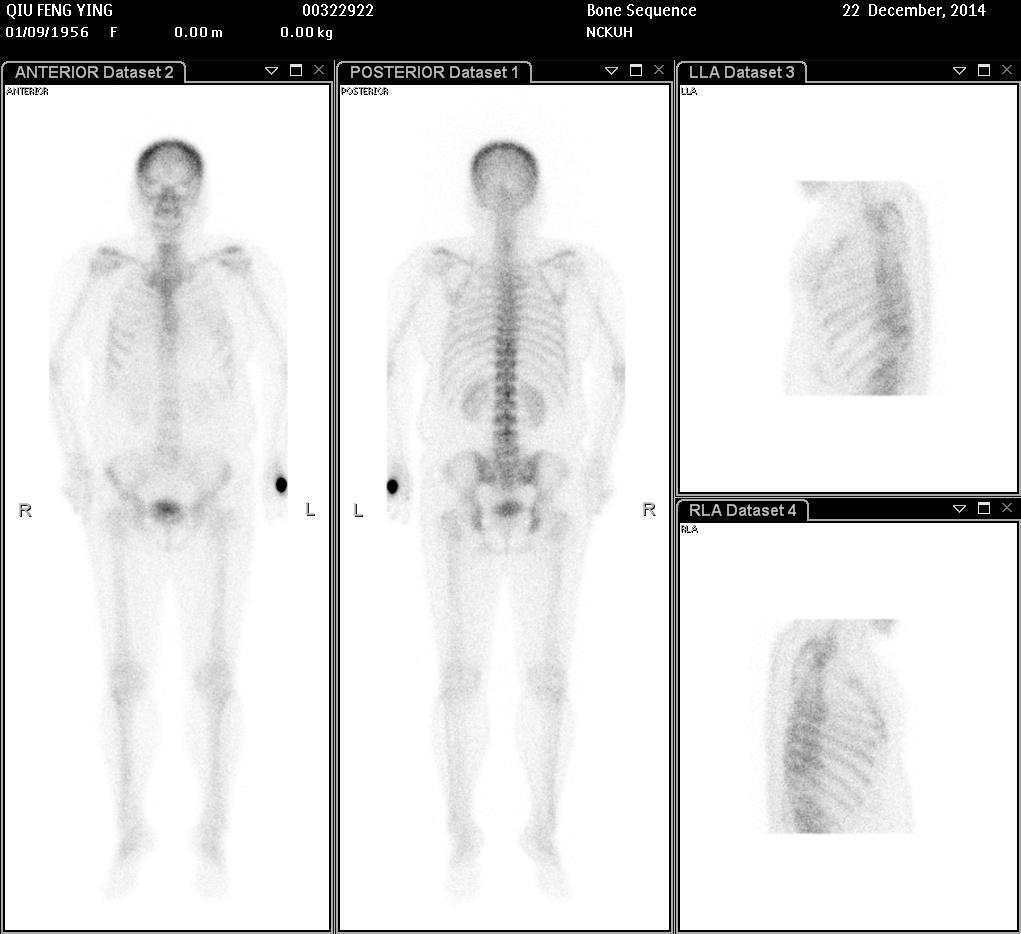 QIU FENG YING 00322922 Bone Sequence 22 December, 2014
01/09/1956 F 0.00 m 0.00 kg NCKUH
ANTERIOR Dataset 2
ANTERIOR
R L
POSTERIOR Dataset 1
POSTERIOR
L R
LLA Dataset 3
LLA
RLA Dataset 4
RLA